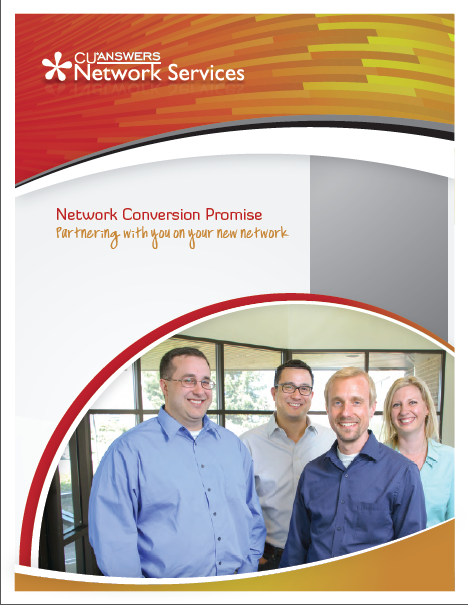 CU*ANSWERS
Network Services
Network Conversion Promise
Partnering with you on your new network